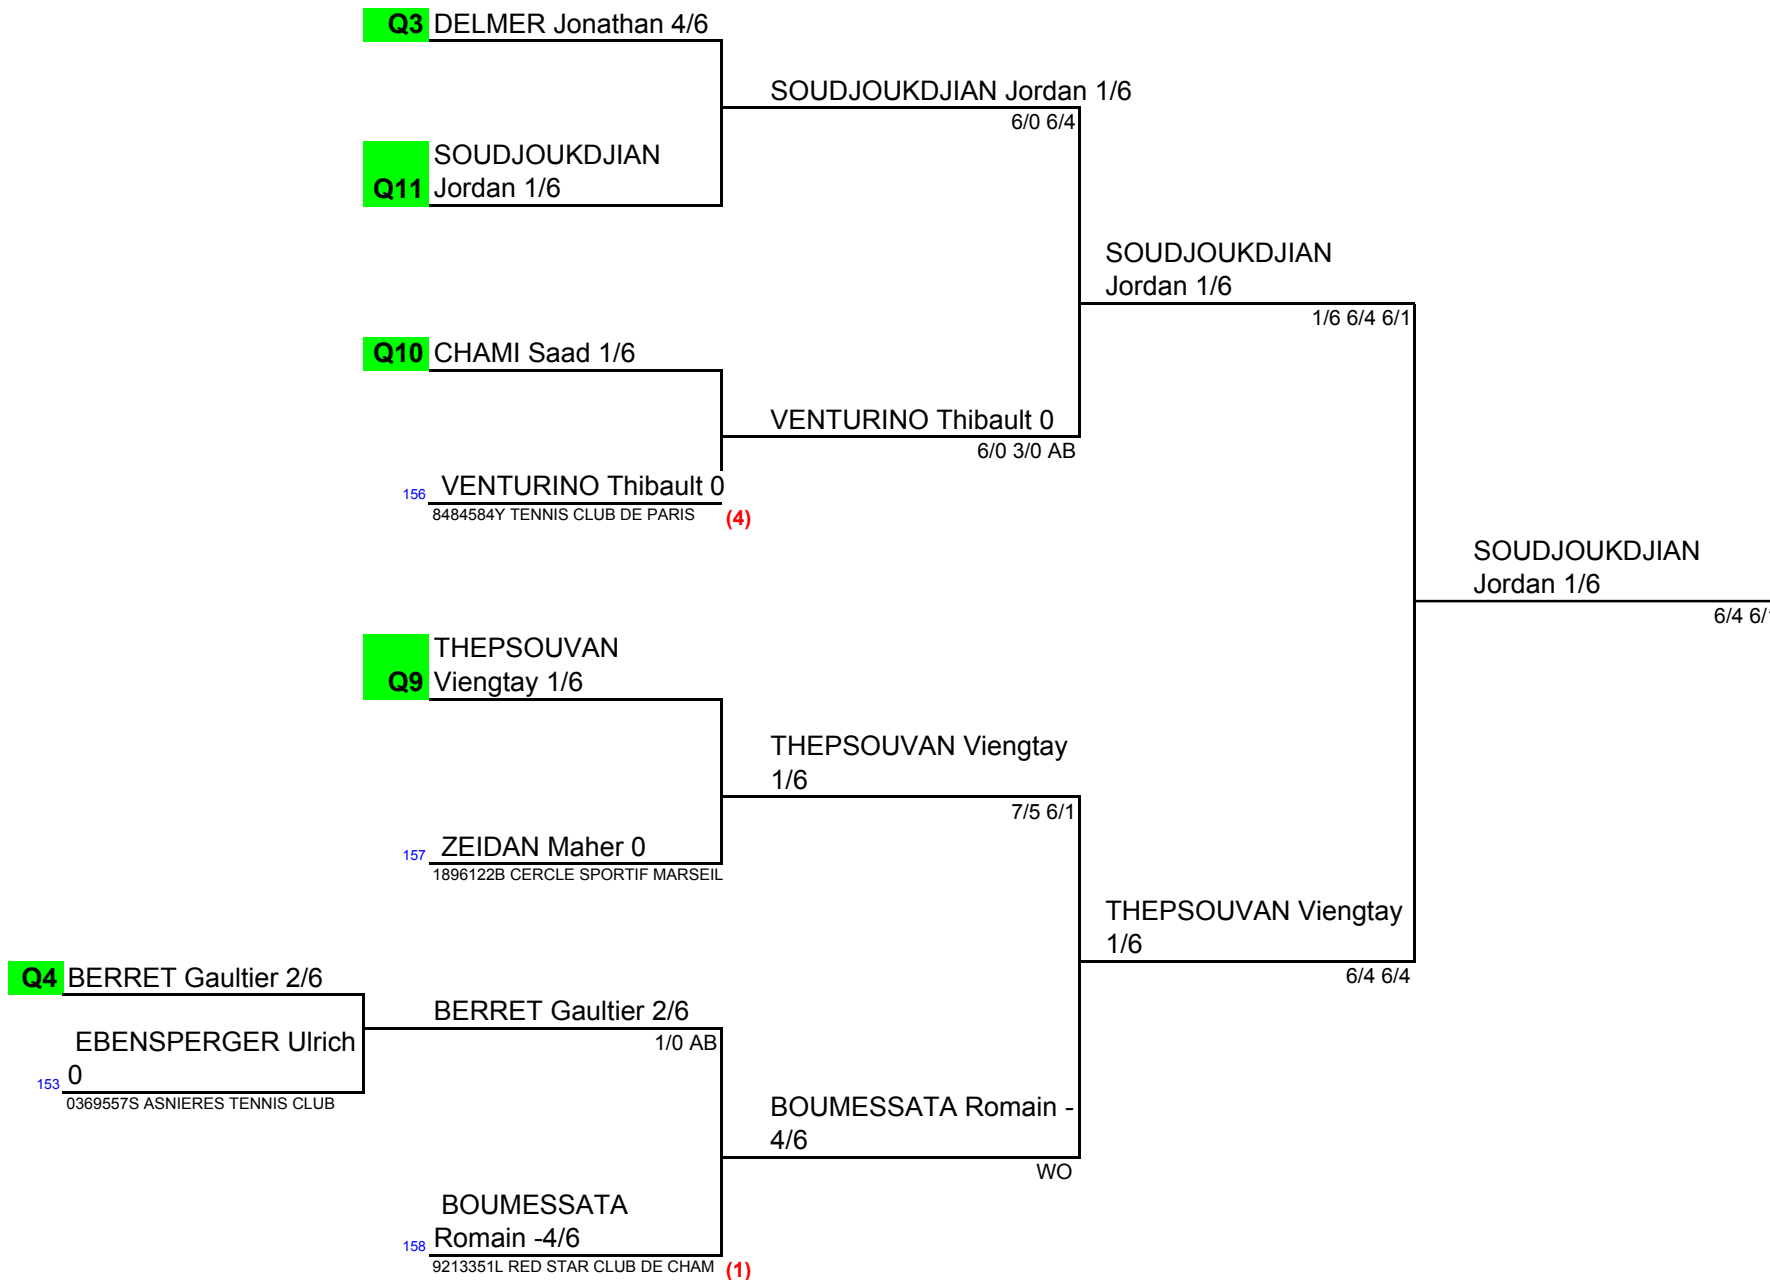 Q3 DELMER Jonathan 4/6
SOUDJOUKDJIAN Jordan 1/6
6/0 6/4
SOUDJOUKDJIAN
Q11 Jordan 1/6
SOUDJOUKDJIAN
Jordan 1/6
1/6 6/4 6/1
Q10 CHAMI Saad 1/6
VENTURINO Thibault 0
6/0 3/0 AB
156 VENTURINO Thibault 0
8484584Y TENNIS CLUB DE PARIS (4)
SOUDJOUKDJIAN
Jordan 1/6
6/4 6/
THEPSOUVAN
Q9 Viengtay 1/6
THEPSOUVAN Viengtay
1/6
7/5 6/1
157 ZEIDAN Maher 0
1896122B CERCLE SPORTIF MARSEIL
THEPSOUVAN Viengtay
1/6
6/4 6/4
Q4 BERRET Gaultier 2/6
BERRET Gaultier 2/6
1/0 AB
EBENSPERGER Ulrich
153 0
0369557S ASNIERES TENNIS CLUB
BOUMESSATA Romain -
4/6
WO
BOUMESSATA
158 Romain -4/6
9213351L RED STAR CLUB DE CHAM (1)